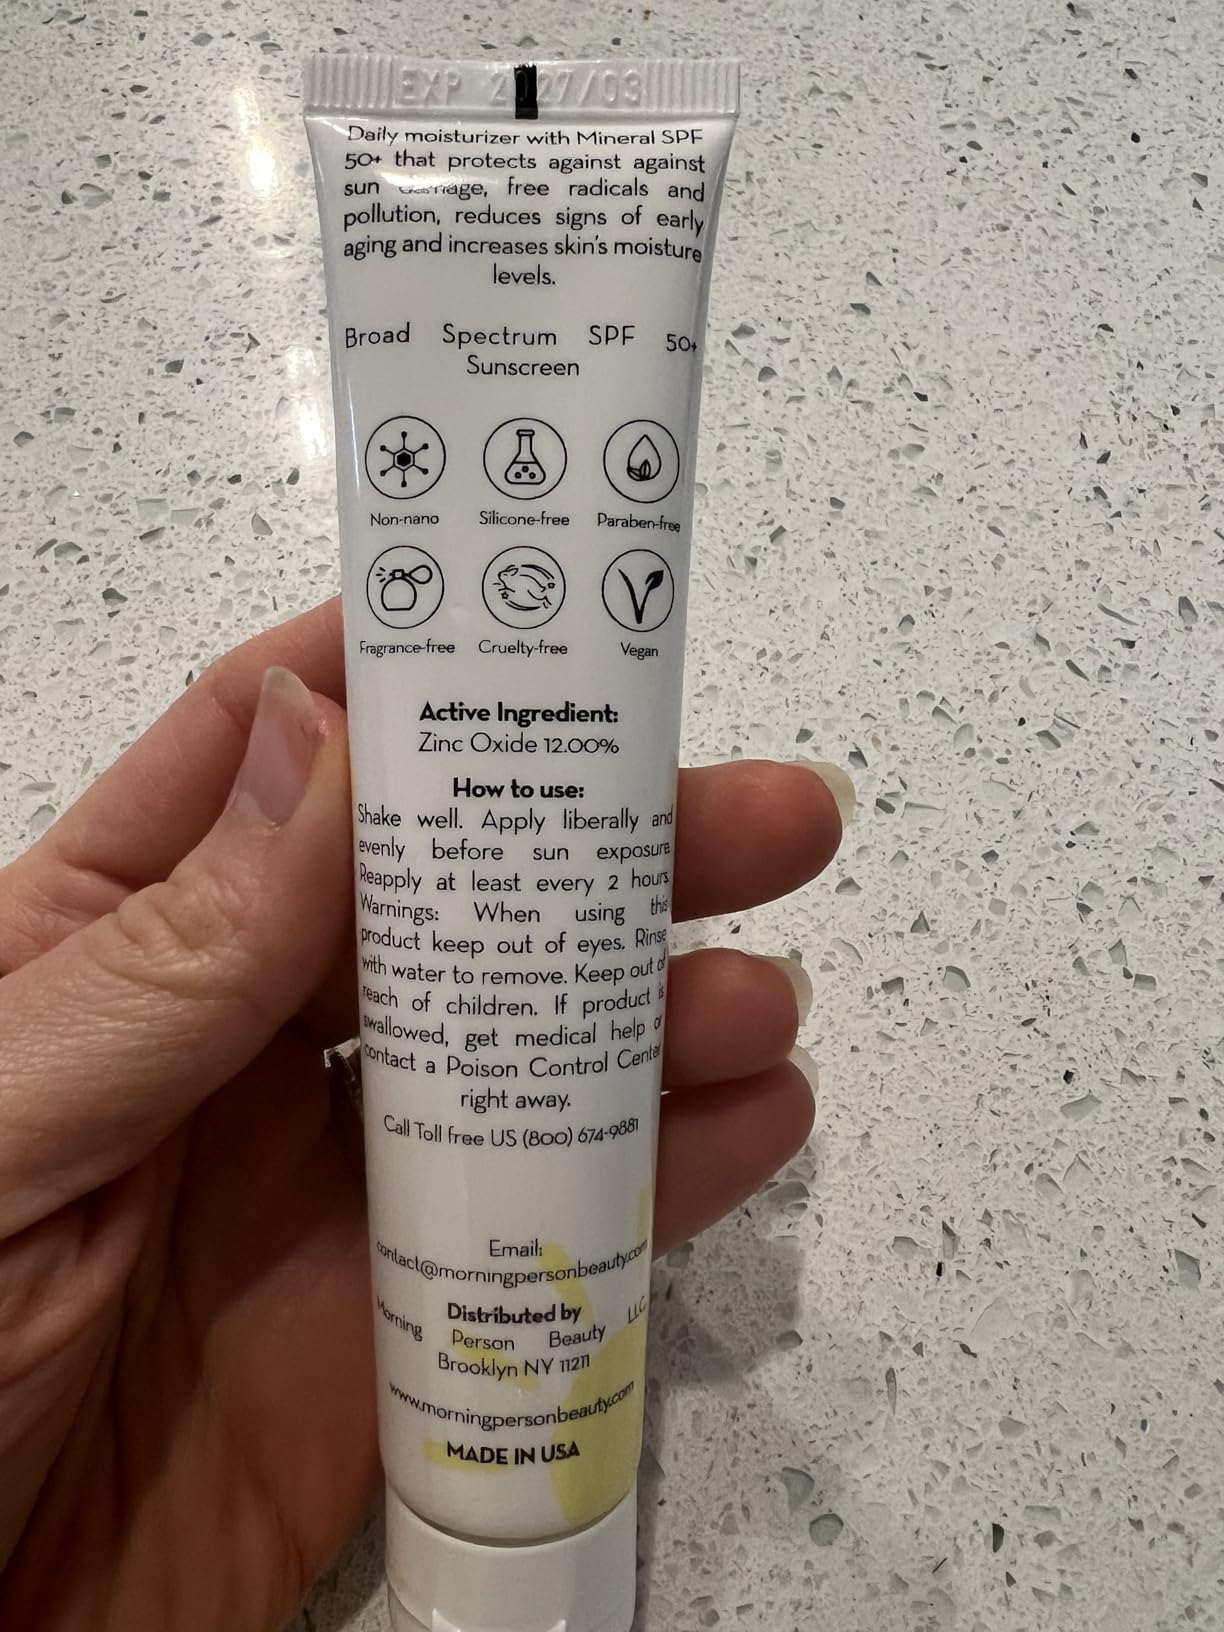 EXP 2027/03
Daily moisturizer with Mineral SPF
50+ that protects against against
sun damage, free radicals and
pollution, reduces signs of early
aging and increases skin's moisture
levels.
Broad Spectrum SPF 50+
Sunscreen
Non-nano Silicone-free Paraben-free
Fragrance-free Cruelty-free Vegan
Active Ingredient:
Zinc Oxide 12.00%
How to use:
Shake well. Apply liberally and
evenly before sun exposure.
Reapply at least every 2 hours.
Warnings: When using this
product keep out of eyes. Rinse
with water to remove. Keep out of
reach of children. If product is
swallowed, get medical help or
contact a Poison Control Center
right away.
Call Toll free US (800) 674-9881
Email:
contact@morningpersonbeauty.com
Distributed by
Morning Person Beauty LLC.
Brooklyn NY 11211
www.morningpersonbeauty.com
MADE IN USA